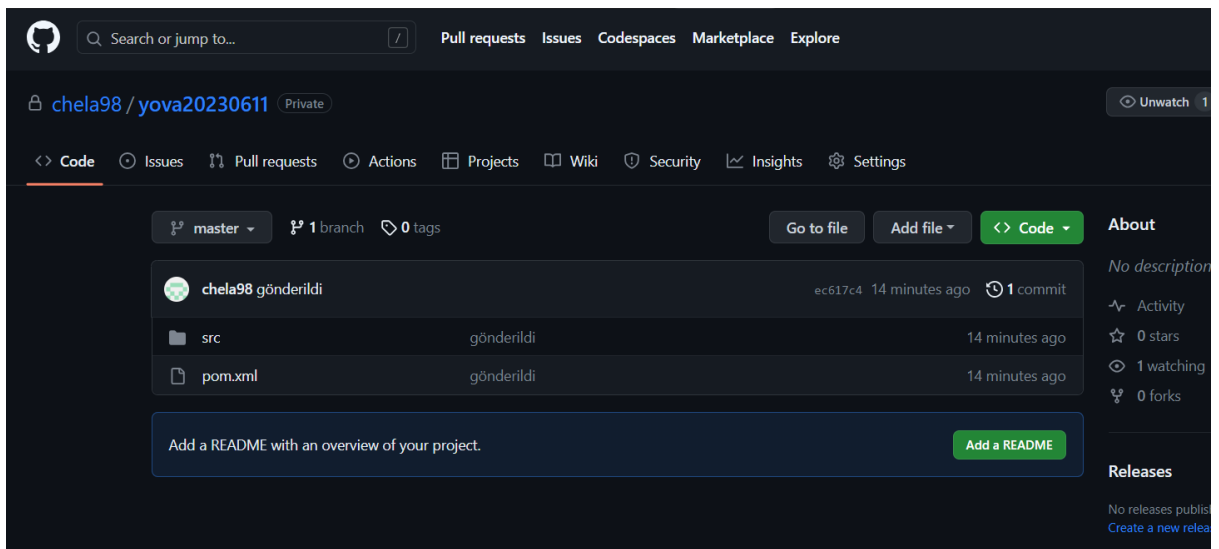 Search or jump to... / Pull requests Issues Codespaces Marketplace Explore
chela98 / yova20230611 Private Unwatch 1
Code Issues Pull requests Actions Projects Wiki Security Insights Settings
master 1 branch 0 tags Go to file Add file Code About
chela98 gönderildi ec617c4 14 minutes ago 1 commit No description
src gönderildi 14 minutes ago Activity
0 stars
pom.xml gönderildi 14 minutes ago 1 watching
0 forks
Add a README with an overview of your project. Add a README
Releases
No releases
Create a new